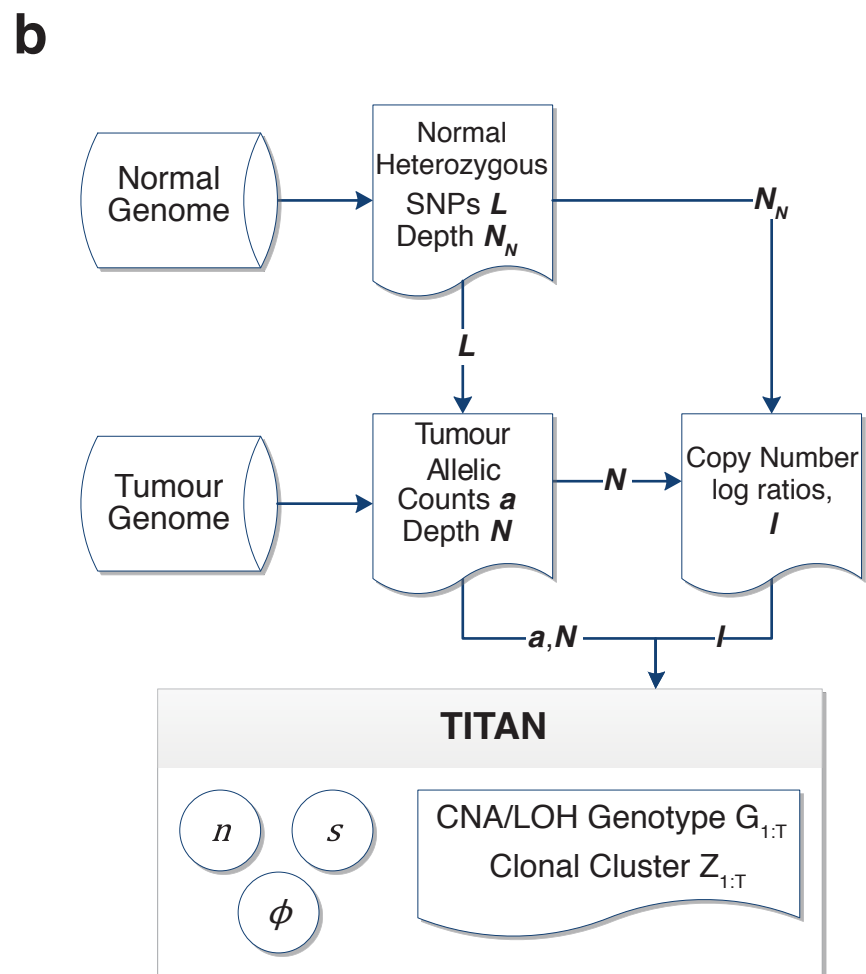 b
Normal
Genome
Normal
Heterozygous
SNPs L
Depth N_N
N_N
L
Tumour
Genome
Tumour
Allelic
Counts a
Depth N
N
Copy Number
log ratios,
l
a,N
l
TITAN
n
s
ϕ
CNA/LOH Genotype G_1:T
Clonal Cluster Z_1:T